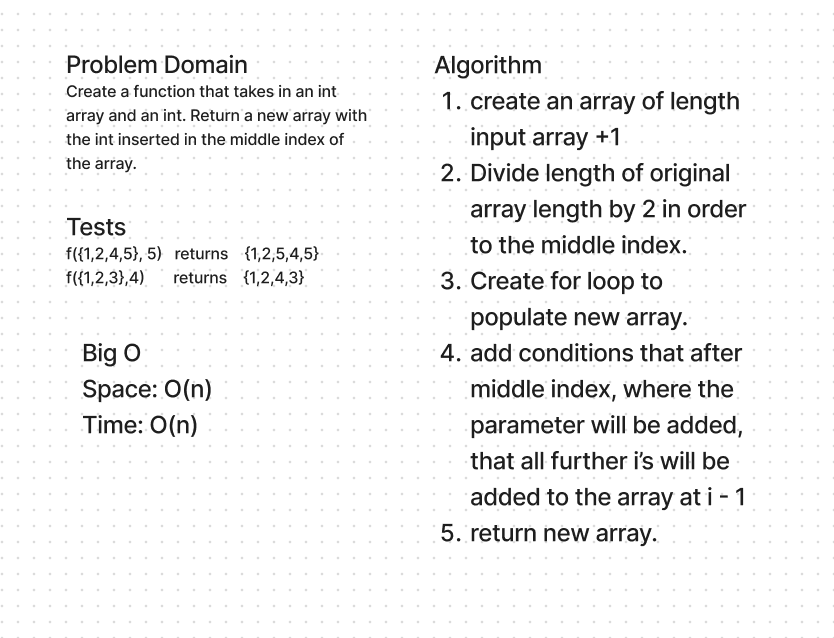 Problem Domain
Create a function that takes in an int
array and an int. Return a new array with
the int inserted in the middle index of
the array.
Tests
f({1,2,4,5}, 5) returns {1,2,5,4,5}
f({1,2,3},4) returns {1,2,4,3}
Big O
Space: O(n)
Time: O(n)
Algorithm
1. create an array of length
input array +1
2. Divide length of original
array length by 2 in order
to the middle index.
3. Create for loop to
populate new array.
4. add conditions that after
middle index, where the
parameter will be added,
that all further i’s will be
added to the array at i - 1
5. return new array.